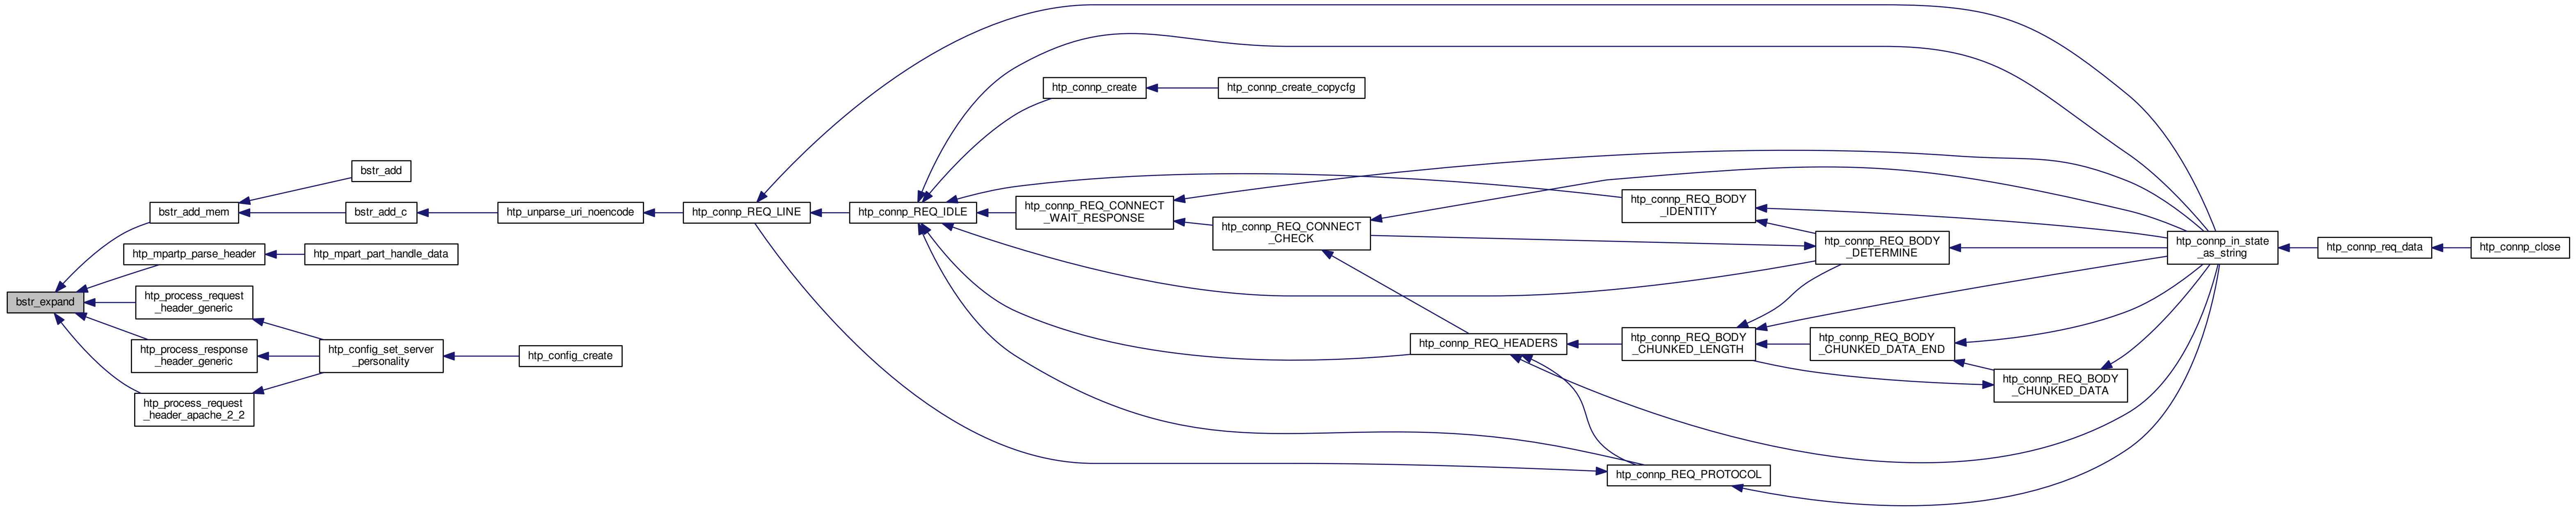 bstr_expand
bstr_add_mem
htp_mpartp_parse_header
htp_process_request
_header_generic
htp_process_response
_header_generic
htp_process_request
_header_apache_2_2
bstr_add
bstr_add_c
htp_mpart_part_handle_data
htp_config_set_server
_personality
htp_unparse_uri_noencode
htp_config_create
htp_connp_REQ_LINE
htp_connp_REQ_IDLE
htp_connp_create
htp_connp_REQ_CONNECT
_WAIT_RESPONSE
htp_connp_create_copycfg
htp_connp_REQ_CONNECT
_CHECK
htp_connp_REQ_HEADERS
htp_connp_REQ_BODY
_IDENTITY
htp_connp_REQ_BODY
_CHUNKED_LENGTH
htp_connp_REQ_PROTOCOL
htp_connp_REQ_BODY
_DETERMINE
htp_connp_REQ_BODY
_CHUNKED_DATA_END
htp_connp_REQ_BODY
_CHUNKED_DATA
htp_connp_in_state
_as_string
htp_connp_req_data
htp_connp_close